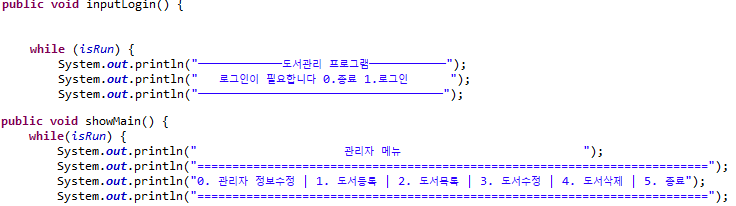 public void inputLogin() {
while (isRun) {
System.out.println("────────────도서관리 프로그램───────────");
System.out.println("   로그인이 필요합니다 0.종료 1.로그인      ");
System.out.println("───────────────────────────────────");
public void showMain() {
while(isRun) {
System.out.println("                     관리자 메뉴                          ");
System.out.println("=========================================================================");
System.out.println("0. 관리자 정보수정 | 1. 도서등록 | 2. 도서목록 | 3. 도서수정 | 4. 도서삭제 | 5. 종료");
System.out.println("=========================================================================");